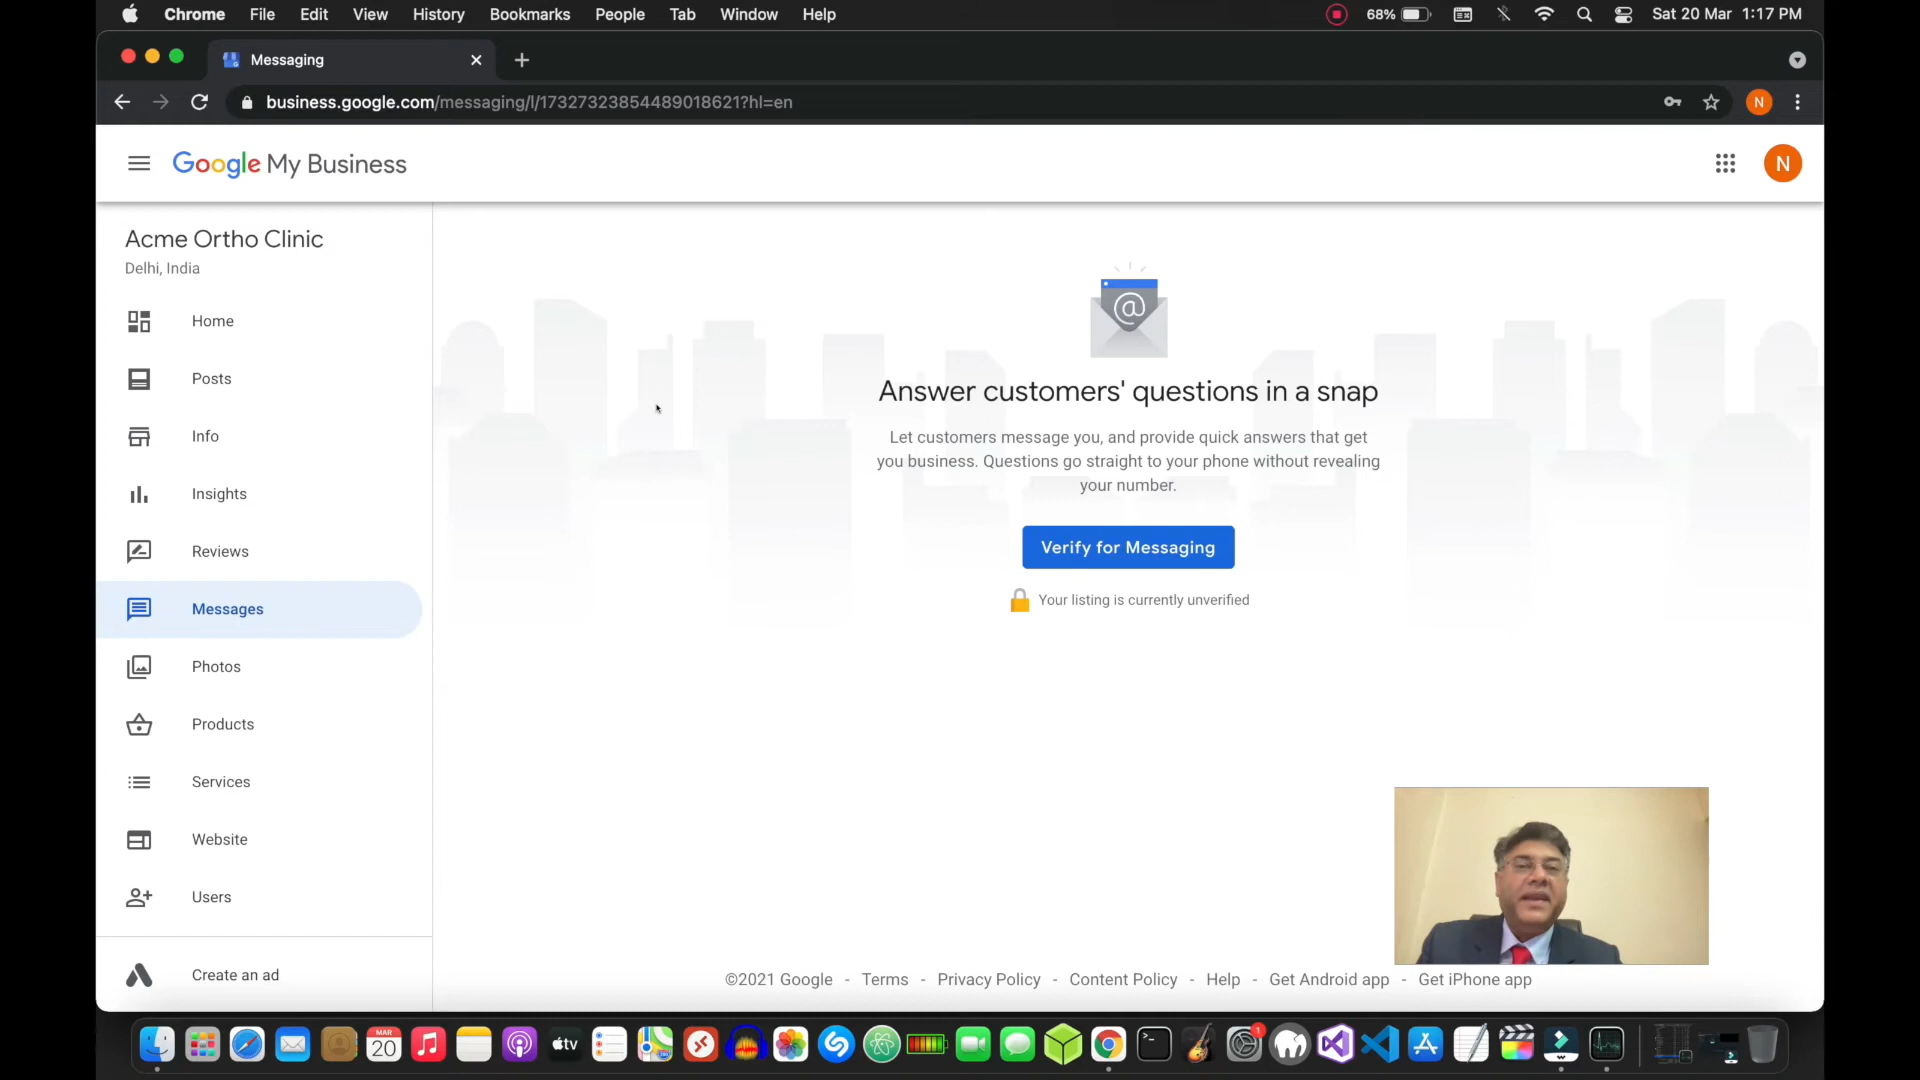 Chrome File Edit View History Bookmarks People Tab Window Help 68% Sat 20 Mar 1:17 PM
Messaging
business.google.com/messaging/l/17327323854489018621?hl=en N
Google My Business N
Acme Ortho Clinic
Delhi, India
Home
Posts
Info
Insights
Reviews
Messages
Photos
Products
Services
Website
Users
Create an ad
@
Answer customers' questions in a snap
Let customers message you, and provide quick answers that get
you business. Questions go straight to your phone without revealing
your number.
Verify for Messaging
Your listing is currently unverified
©2021 Google - Terms - Privacy Policy - Content Policy - Help - Get Android app - Get iPhone app
MAR
20
tv
1